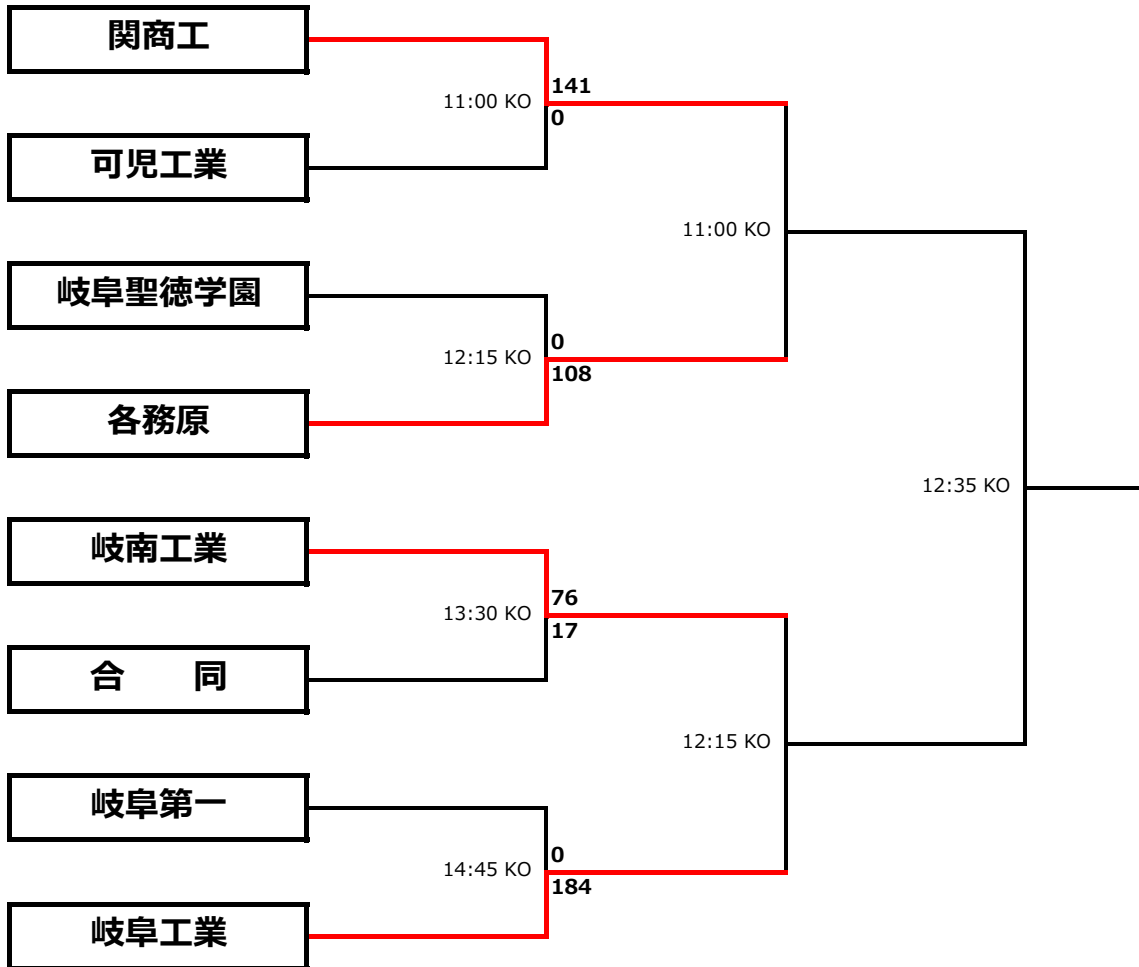 関商工
141
11:00 KO
0
可児工業
11:00 KO
岐阜聖徳学園
0
12:15 KO
108
各務原
12:35 KO
岐南工業
76
13:30 KO
17
合　　同
12:15 KO
岐阜第一
0
14:45 KO
184
岐阜工業